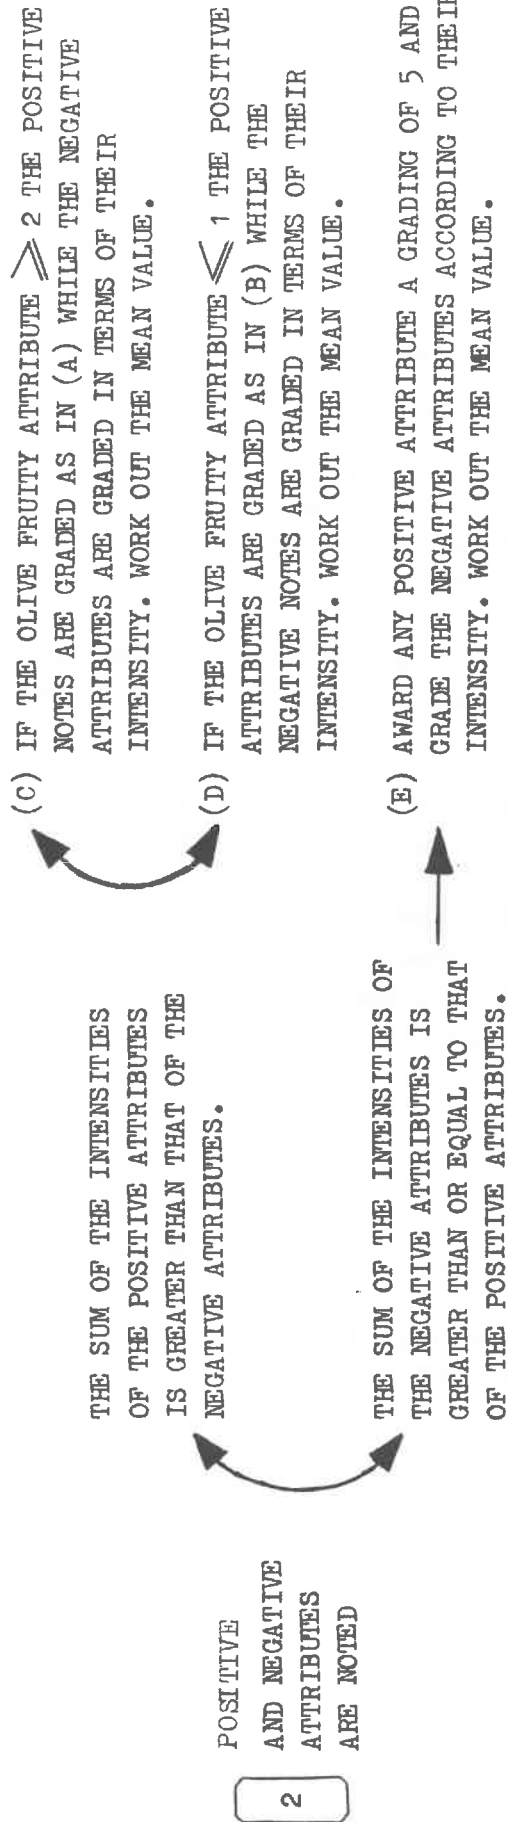 2
POSITIVE
AND NEGATIVE
ATTRIBUTES
ARE NOTED
THE SUM OF THE INTENSITIES
OF THE POSITIVE ATTRIBUTES
IS GREATER THAN THAT OF THE
NEGATIVE ATTRIBUTES.
(C) IF THE OLIVE FRUITY ATTRIBUTE ⩾ 2 THE POSITIVE
NOTES ARE GRADED AS IN (A) WHILE THE NEGATIVE
ATTRIBUTES ARE GRADED IN TERMS OF THEIR
INTENSITY. WORK OUT THE MEAN VALUE.
(D) IF THE OLIVE FRUITY ATTRIBUTE ⩽ 1 THE POSITIVE
ATTRIBUTES ARE GRADED AS IN (B) WHILE THE
NEGATIVE NOTES ARE GRADED IN TERMS OF THEIR
INTENSITY. WORK OUT THE MEAN VALUE.
THE SUM OF THE INTENSITIES OF
THE NEGATIVE ATTRIBUTES IS
GREATER THAN OR EQUAL TO THAT
OF THE POSITIVE ATTRIBUTES.
(E) AWARD ANY POSITIVE ATTRIBUTE A GRADING OF 5 AND
GRADE THE NEGATIVE ATTRIBUTES ACCORDING TO THEIR
INTENSITY. WORK OUT THE MEAN VALUE.